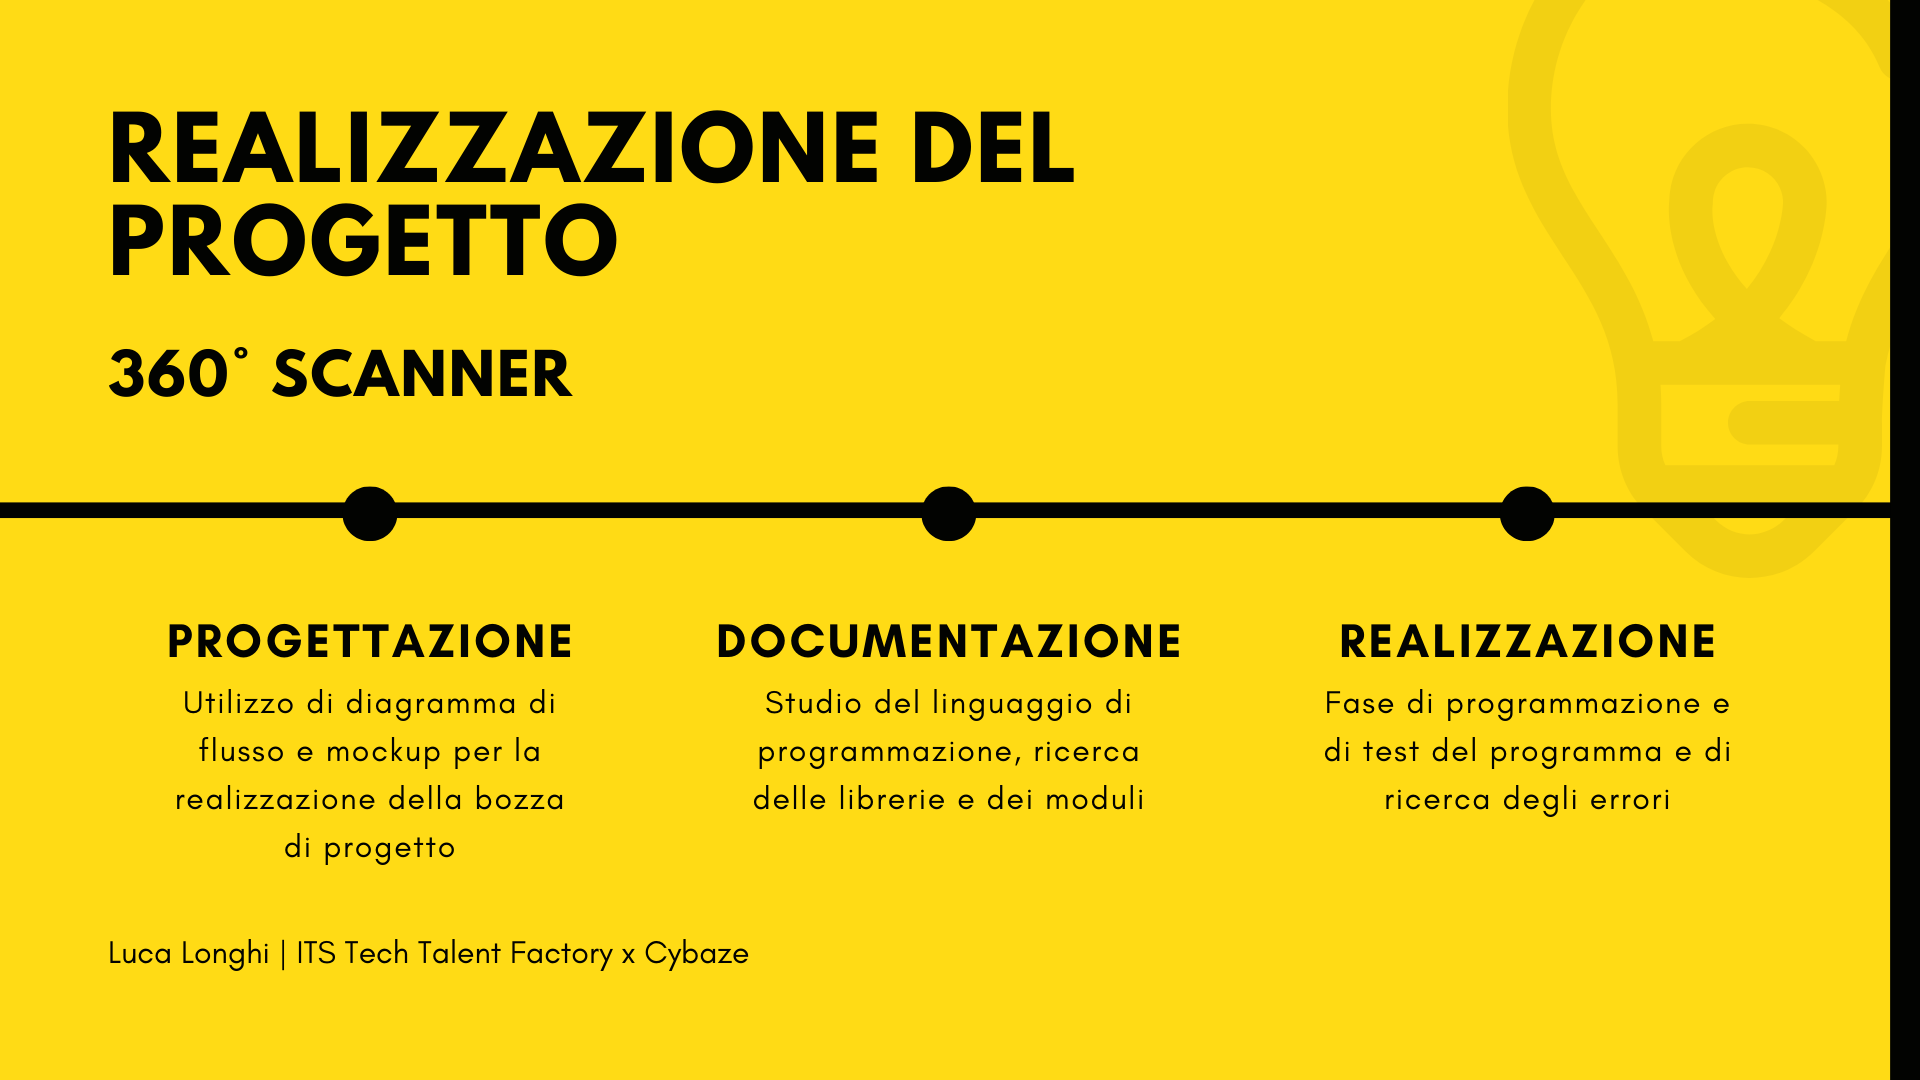 REALIZZAZIONE DEL
PROGETTO
360° SCANNER
PROGETTAZIONE
Utilizzo di diagramma di
flusso e mockup per la
realizzazione della bozza
di progetto
DOCUMENTAZIONE
Studio del linguaggio di
programmazione, ricerca
delle librerie e dei moduli
REALIZZAZIONE
Fase di programmazione e
di test del programma e di
ricerca degli errori
Luca Longhi | ITS Tech Talent Factory x Cybaze